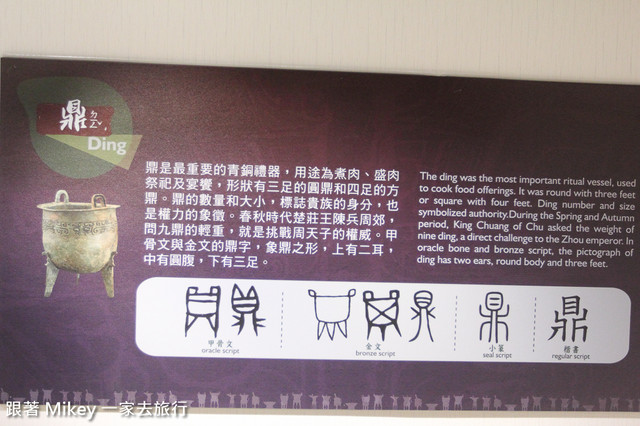 鼎ㄉㄧㄥˇ
Ding
鼎是最重要的青銅禮器，用途為煮肉、盛肉
祭祀及宴饗，形狀有三足的圓鼎和四足的方
鼎。鼎的數量和大小，標誌貴族的身分，也
是權力的象徵。春秋時代楚莊王陳兵周郊，
問九鼎的輕重，就是挑戰周天子的權威。甲
骨文與金文的鼎字，象鼎之形，上有二耳，
中有圓腹，下有三足。
The ding was the most important ritual vessel, used
to cook food offerings. It was round with three feet
or square with four feet. Ding number and size
symbolized authority.During the Spring and Autumn
period, King Chuang of Chu asked the weight of
nine ding, a direct challenge to the Zhou emperor. In
oracle bone and bronze script, the pictograph of
ding has two ears, round body and three feet.
鼎
甲骨文
oracle script
金文
bronze script
小篆
seal script
楷書
regular script
跟著 Mikey 一家去旅行